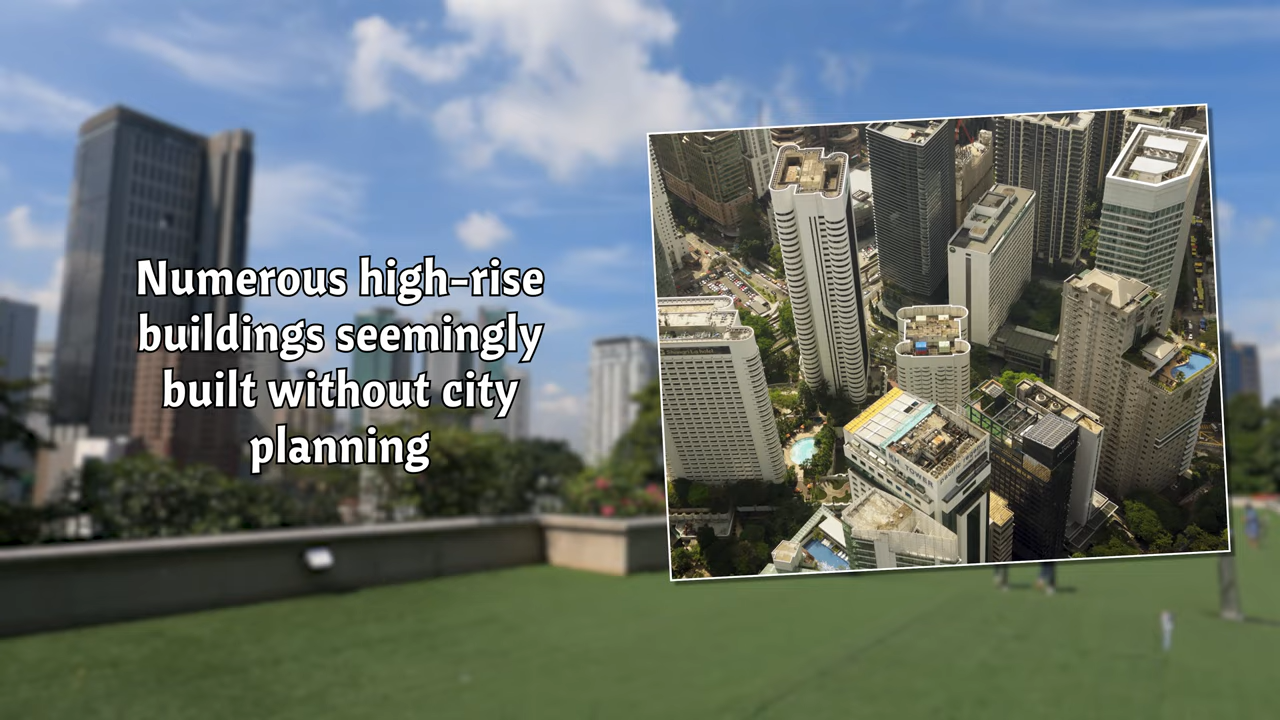 Numerous high-rise
buildings seemingly
built without city
planning